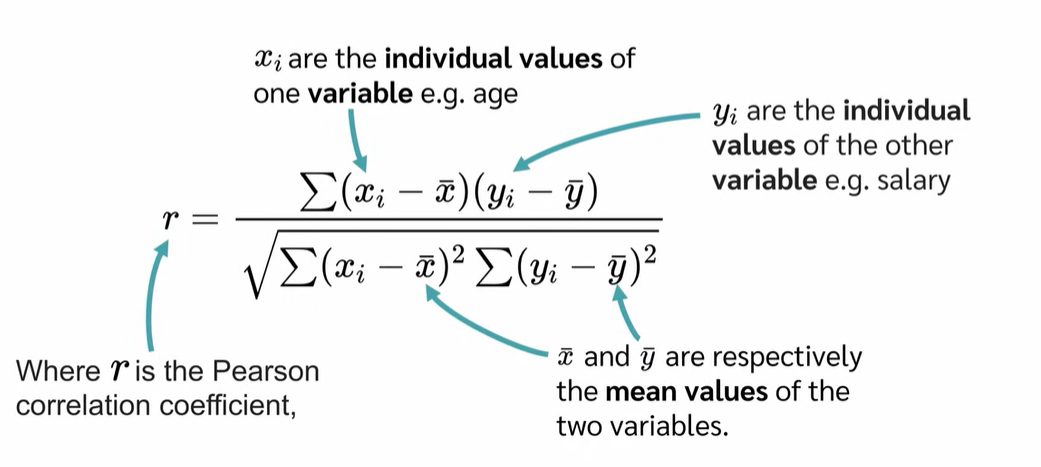 xᵢ are the individual values of
one variable e.g. age
yᵢ are the individual
values of the other
variable e.g. salary
r = ∑(xᵢ − x̄)(yᵢ − ȳ) / √∑(xᵢ − x̄)² ∑(yᵢ − ȳ)²
Where r is the Pearson
correlation coefficient,
x̄ and ȳ are respectively
the mean values of the
two variables.